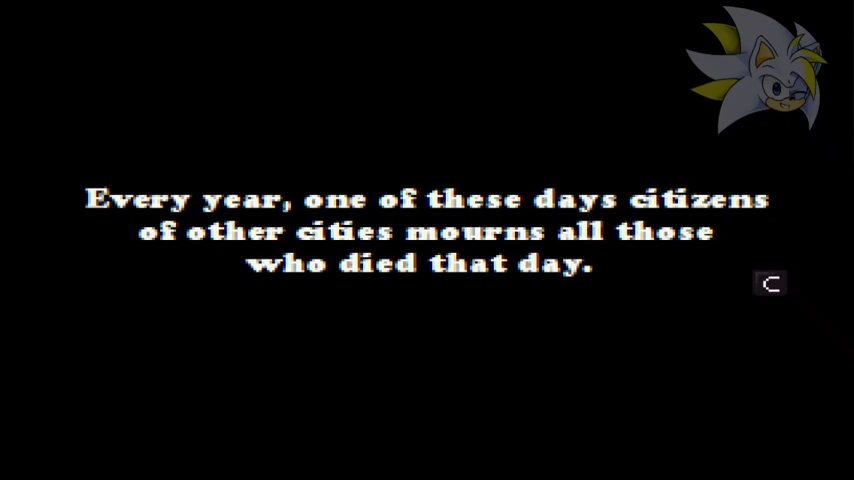 Every year, one of these days citizens
of other cities mourns all those
who died that day.
C